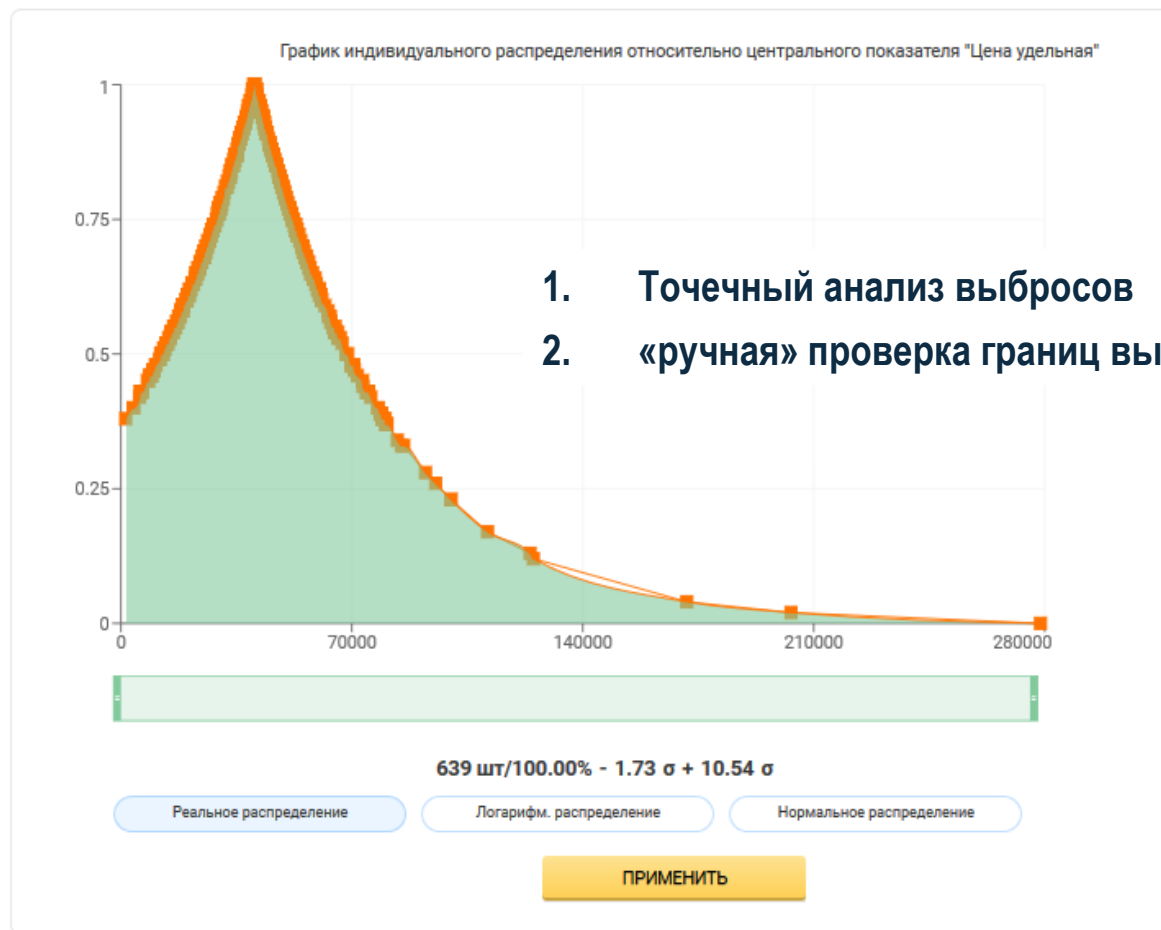 График индивидуального распределения относительно центрального показателя "Цена удельная"
1
0.75
1. Точечный анализ выбросов
0.5
2. «ручная» проверка границ вы
0.25
0
0 70000 140000 210000 280000
639 шт/100.00% - 1.73 σ + 10.54 σ
Реальное распределение Логарифм. распределение Нормальное распределение
ПРИМЕНИТЬ